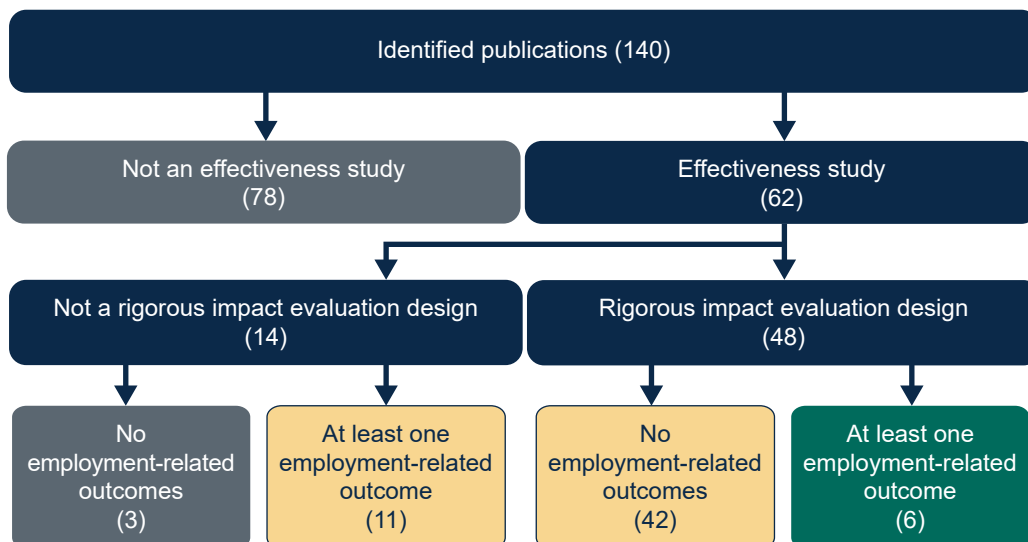 Identified publications (140)
Not an effectiveness study
(78)
Effectiveness study
(62)
Not a rigorous impact evaluation design
(14)
Rigorous impact evaluation design
(48)
No
employment-related
outcomes
(3)
At least one
employment-related
outcome
(11)
No
employment-related
outcomes
(42)
At least one
employment-related
outcome
(6)